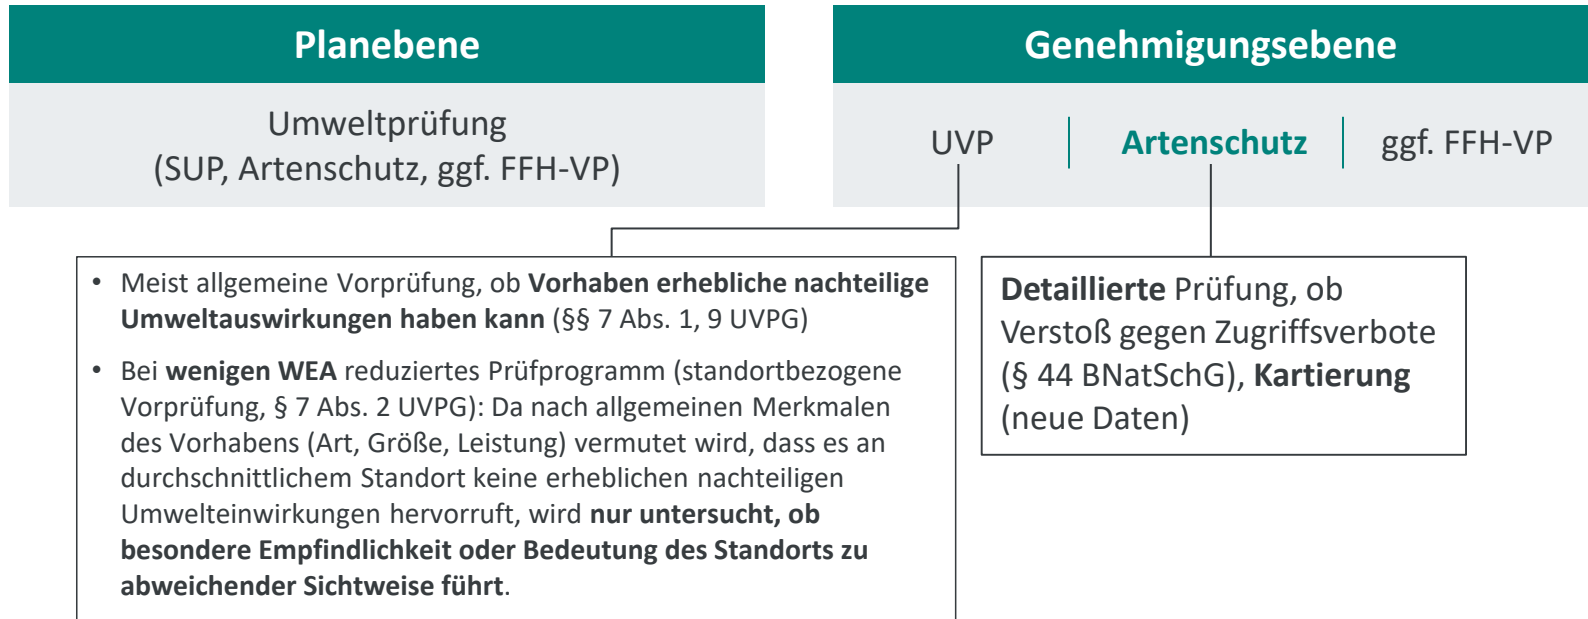 Planebene
Umweltprüfung
(SUP, Artenschutz, ggf. FFH-VP)
Genehmigungsebene
UVP | Artenschutz | ggf. FFH-VP
• Meist allgemeine Vorprüfung, ob Vorhaben erhebliche nachteilige
Umweltauswirkungen haben kann (§§ 7 Abs. 1, 9 UVPG)
• Bei wenigen WEA reduziertes Prüfprogramm (standortbezogene
Vorprüfung, § 7 Abs. 2 UVPG): Da nach allgemeinen Merkmalen
des Vorhabens (Art, Größe, Leistung) vermutet wird, dass es an
durchschnittlichem Standort keine erheblichen nachteiligen
Umwelteinwirkungen hervorruft, wird nur untersucht, ob
besondere Empfindlichkeit oder Bedeutung des Standorts zu
abweichender Sichtweise führt.
Detaillierte Prüfung, ob
Verstoß gegen Zugriffsverbote
(§ 44 BNatSchG), Kartierung
(neue Daten)